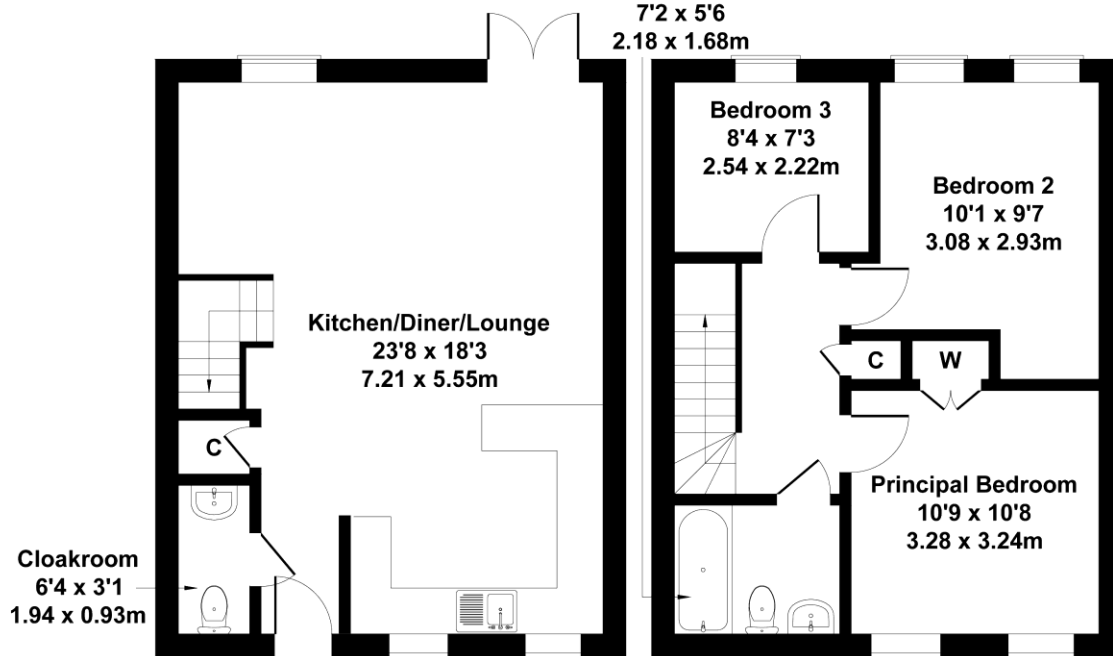 7'2 x 5'6
2.18 x 1.68m
Bedroom 3
8'4 x 7'3
2.54 x 2.22m
Bedroom 2
10'1 x 9'7
3.08 x 2.93m
Kitchen/Diner/Lounge
23'8 x 18'3
7.21 x 5.55m
C
W
C
Principal Bedroom
10'9 x 10'8
3.28 x 3.24m
Cloakroom
6'4 x 3'1
1.94 x 0.93m